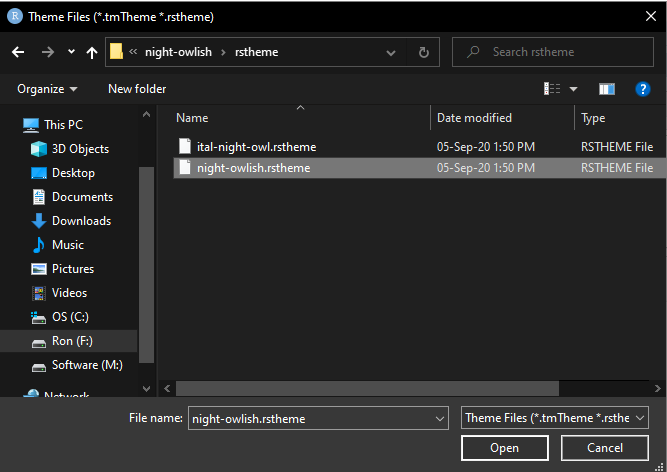 R Theme Files (*.tmTheme *.rstheme)
« night-owlish › rstheme
Search rstheme
Organize New folder
?
Name Date modified Type
ital-night-owl.rstheme 05-Sep-20 1:50 PM RSTHEME File
night-owlish.rstheme 05-Sep-20 1:50 PM RSTHEME File
This PC
3D Objects
Desktop
Documents
Downloads
Music
Pictures
Videos
OS (C:)
Ron (F:)
Software (M:)
Network
File name: night-owlish.rstheme
Theme Files (*.tmTheme *.rsthe
Open Cancel